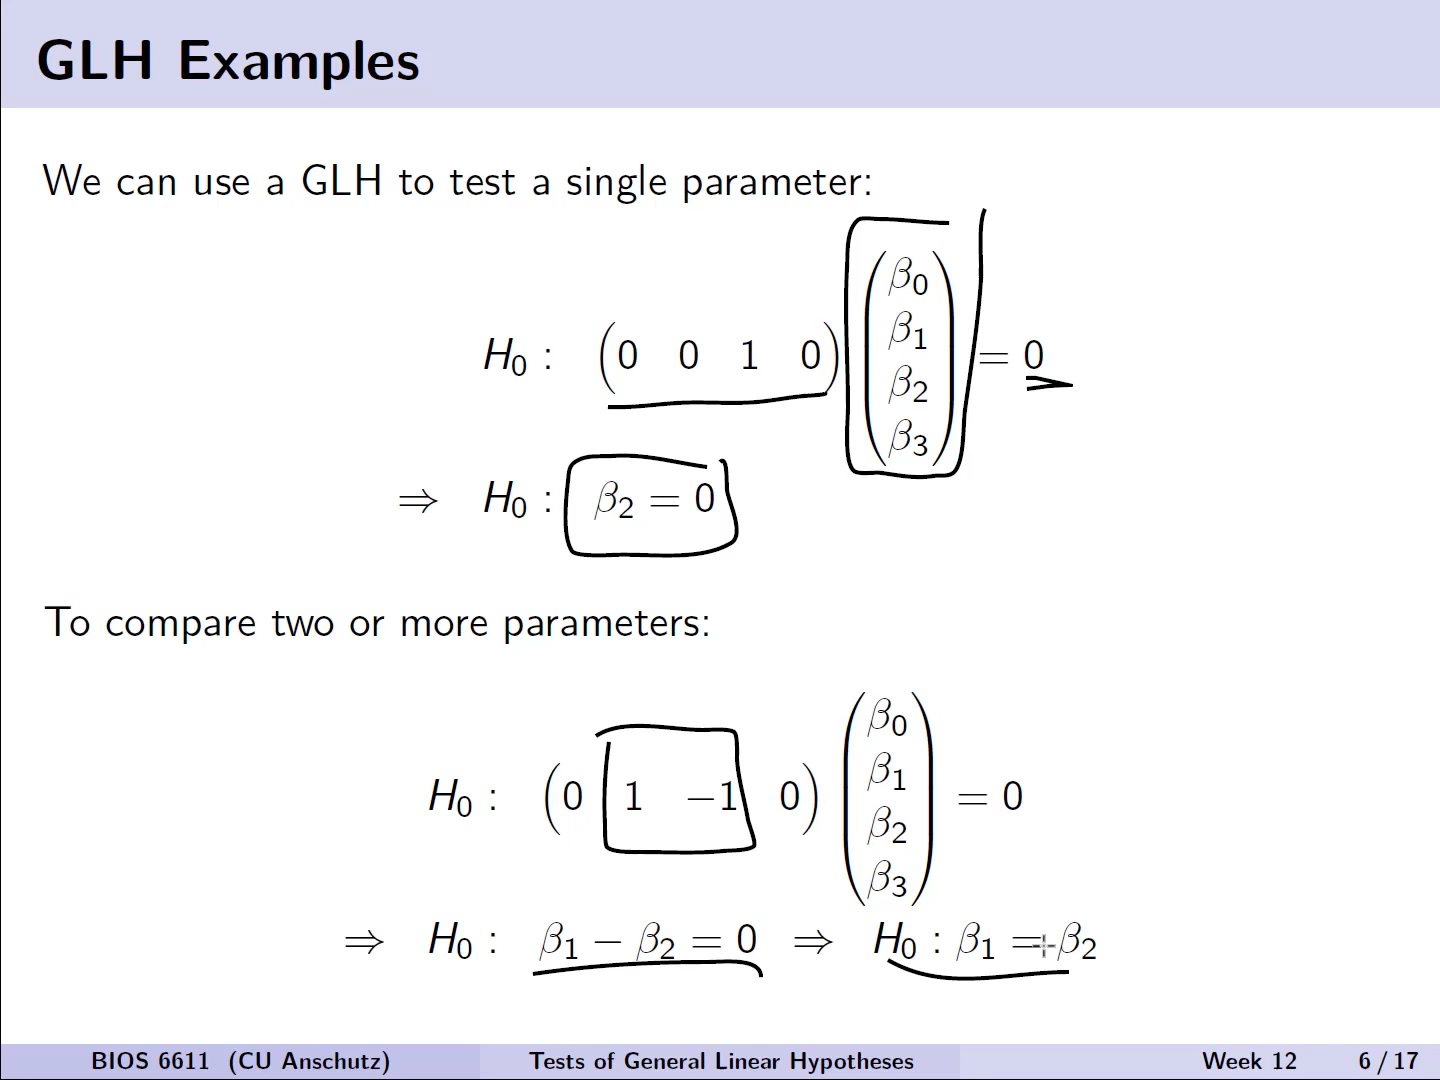 GLH Examples
We can use a GLH to test a single parameter:
H₀ : (0 0 1 0) (β₀ β₁ β₂ β₃) = 0
⇒ H₀ : β₂ = 0
To compare two or more parameters:
H₀ : (0 1 −1 0) (β₀ β₁ β₂ β₃) = 0
⇒ H₀ : β₁ − β₂ = 0 ⇒ H₀ : β₁ = β₂
BIOS 6611 (CU Anschutz) Tests of General Linear Hypotheses Week 12 6 / 17